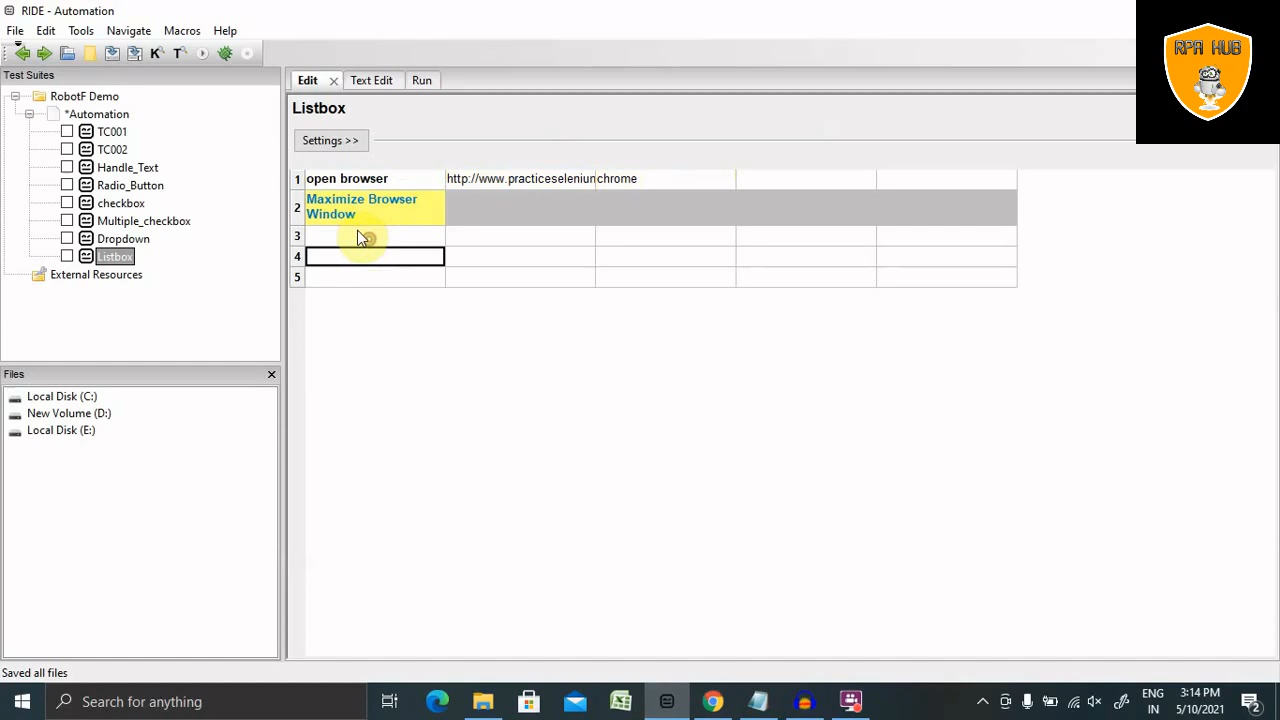 RIDE - Automation
File Edit Tools Navigate Macros Help
RPA HUB
K T
Test Suites
Edit Text Edit Run
RobotF Demo
*Automation
TC001
TC002
Handle_Text
Radio_Button
checkbox
Multiple_checkbox
Dropdown
Listbox
External Resources
Listbox
Settings >>
1 open browser http://www.practiceseleniun chrome
2 Maximize Browser
Window
3
4
5
Files
Local Disk (C:)
New Volume (D:)
Local Disk (E:)
Saved all files
Search for anything
ENG
IN
3:14 PM
5/10/2021
2